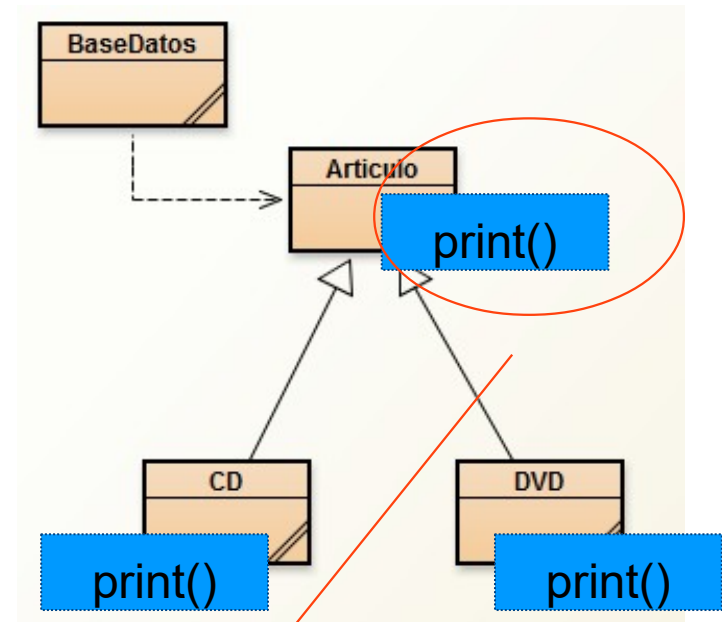 BaseDatos
Articulo
print()
CD
DVD
print()
print()